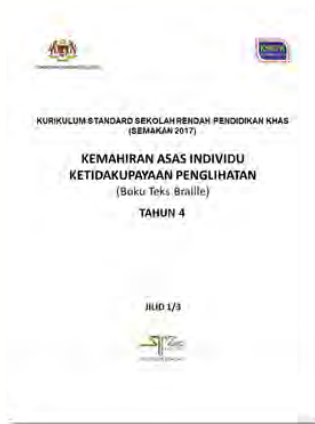 KURIKULUM STANDARD SEKOLAH RENDAH PENDIDIKAN KHAS
(SEMAKAN 2017)
KEMAHIRAN ASAS INDIVIDU
KETIDAKUPAYAAN PENGLIHATAN
(Buku Teks Braille)
TAHUN 4
JILID 1/3